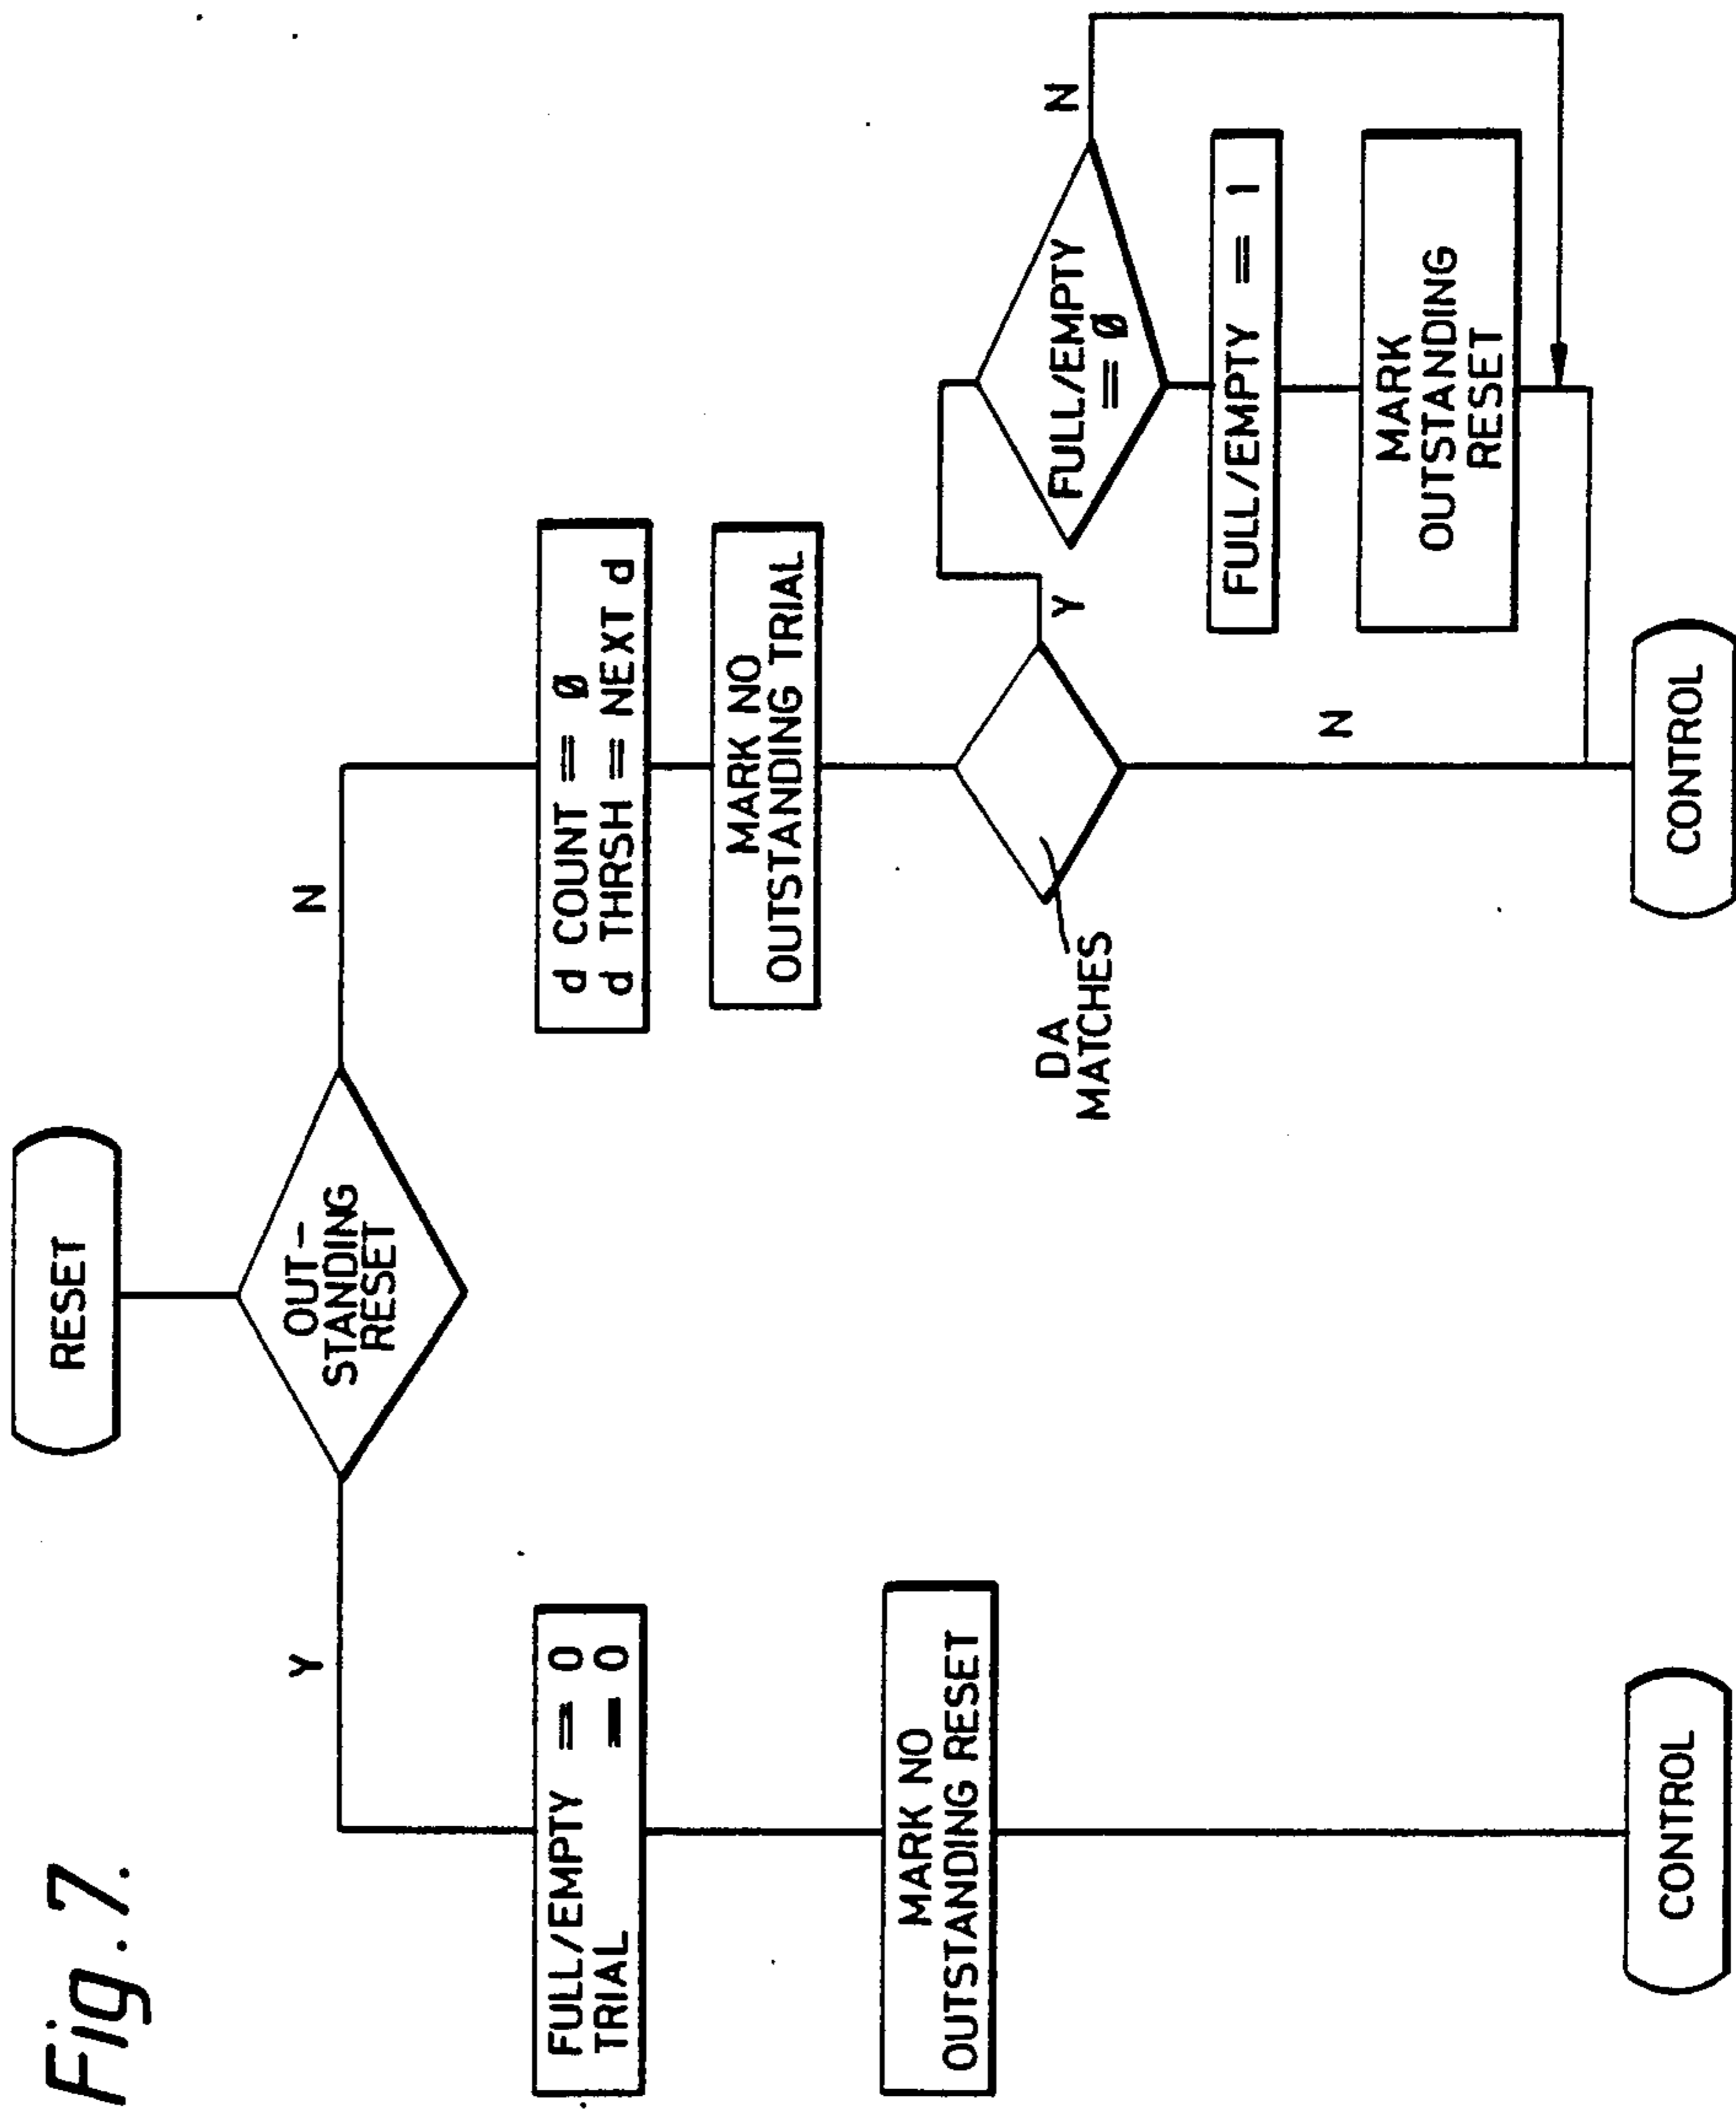 Fig. 7.
RESET
OUT-
STANDING
RESET
Y
N
FULL/EMPTY = 0
TRIAL = 0
d COUNT = Ø
d THRSH = NEXT d
MARK NO
OUTSTANDING RESET
MARK NO
OUTSTANDING TRIAL
DA
MATCHES
Y
N
FULL/EMPTY
= Ø
N
FULL/EMPTY = 1
MARK
OUTSTANDING
RESET
CONTROL
CONTROL